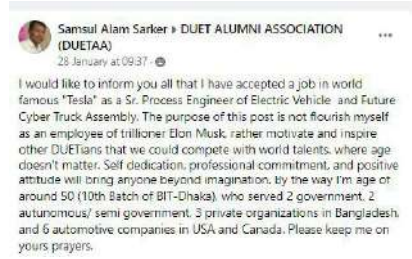 Samsul Alam Sarker ▸ DUET ALUMNI ASSOCIATION
(DUETAA)
28 January at 09:37 ·
I would like to inform you all that I have accepted a job in world
famous "Tesla" as a Sr. Process Engineer of Electric Vehicle and Future
Cyber Truck Assembly. The purpose of this post is not flourish myself
as an employee of trillioner Elon Musk, rather motivate and inspire
other DUETians that we could compete with world talents, where age
doesn't matter. Self dedication, professional commitment, and positive
attitude will bring anyone beyond imagination. By the way I'm age of
around 50 (10th Batch of BIT-Dhaka), who served 2 government, 2
autunomous/ semi government, 3 private organizations in Bangladesh,
and 6 automotive companies in USA and Canada. Please keep me on
yours prayers.